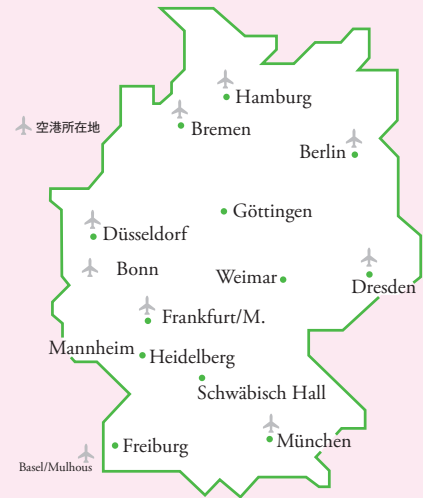 Hamburg
空港所在地
Bremen
Berlin
Göttingen
Düsseldorf
Bonn
Weimar
Dresden
Frankfurt/M.
Mannheim
Heidelberg
Schwäbisch Hall
München
Freiburg
Basel/Mulhous